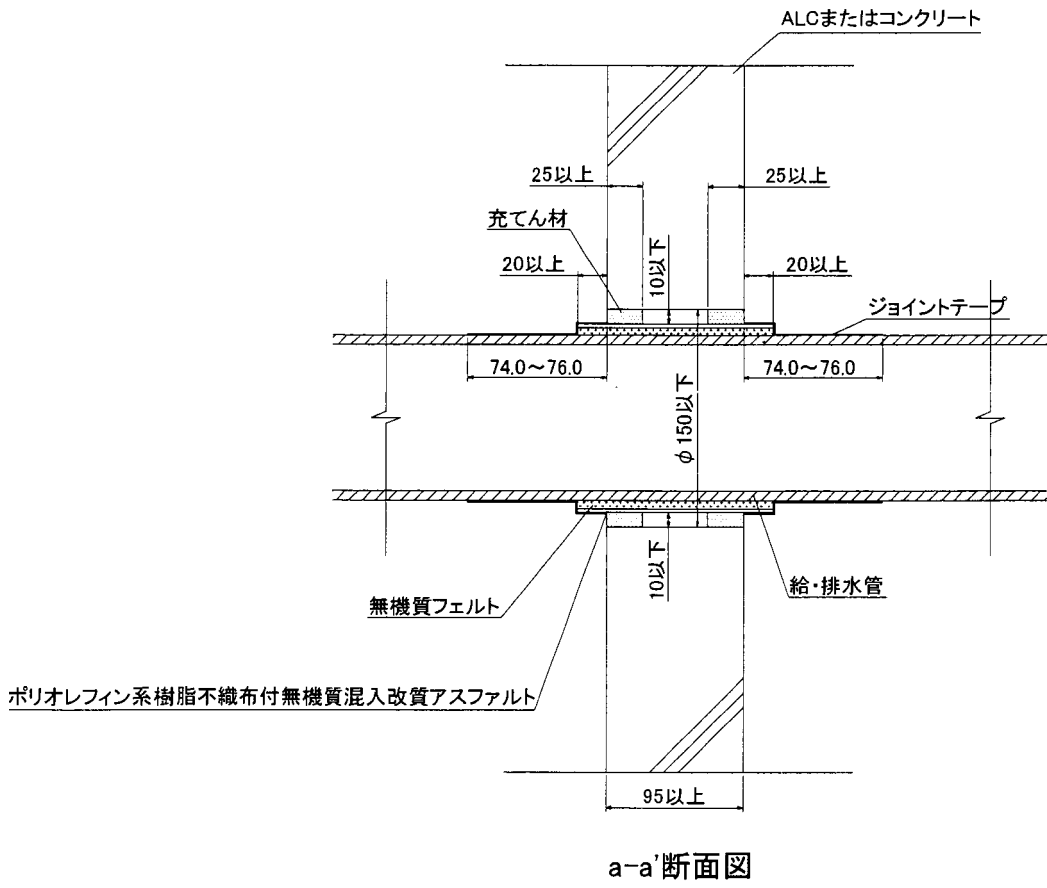 ALCまたはコンクリート
25以上
25以上
充てん材
20以上
10以下
20以上
ジョイントテープ
74.0～76.0
74.0～76.0
φ150以下
10以下
給・排水管
無機質フェルト
ポリオレフィン系樹脂不織布付無機質混入改質アスファルト
95以上
a-a'断面図